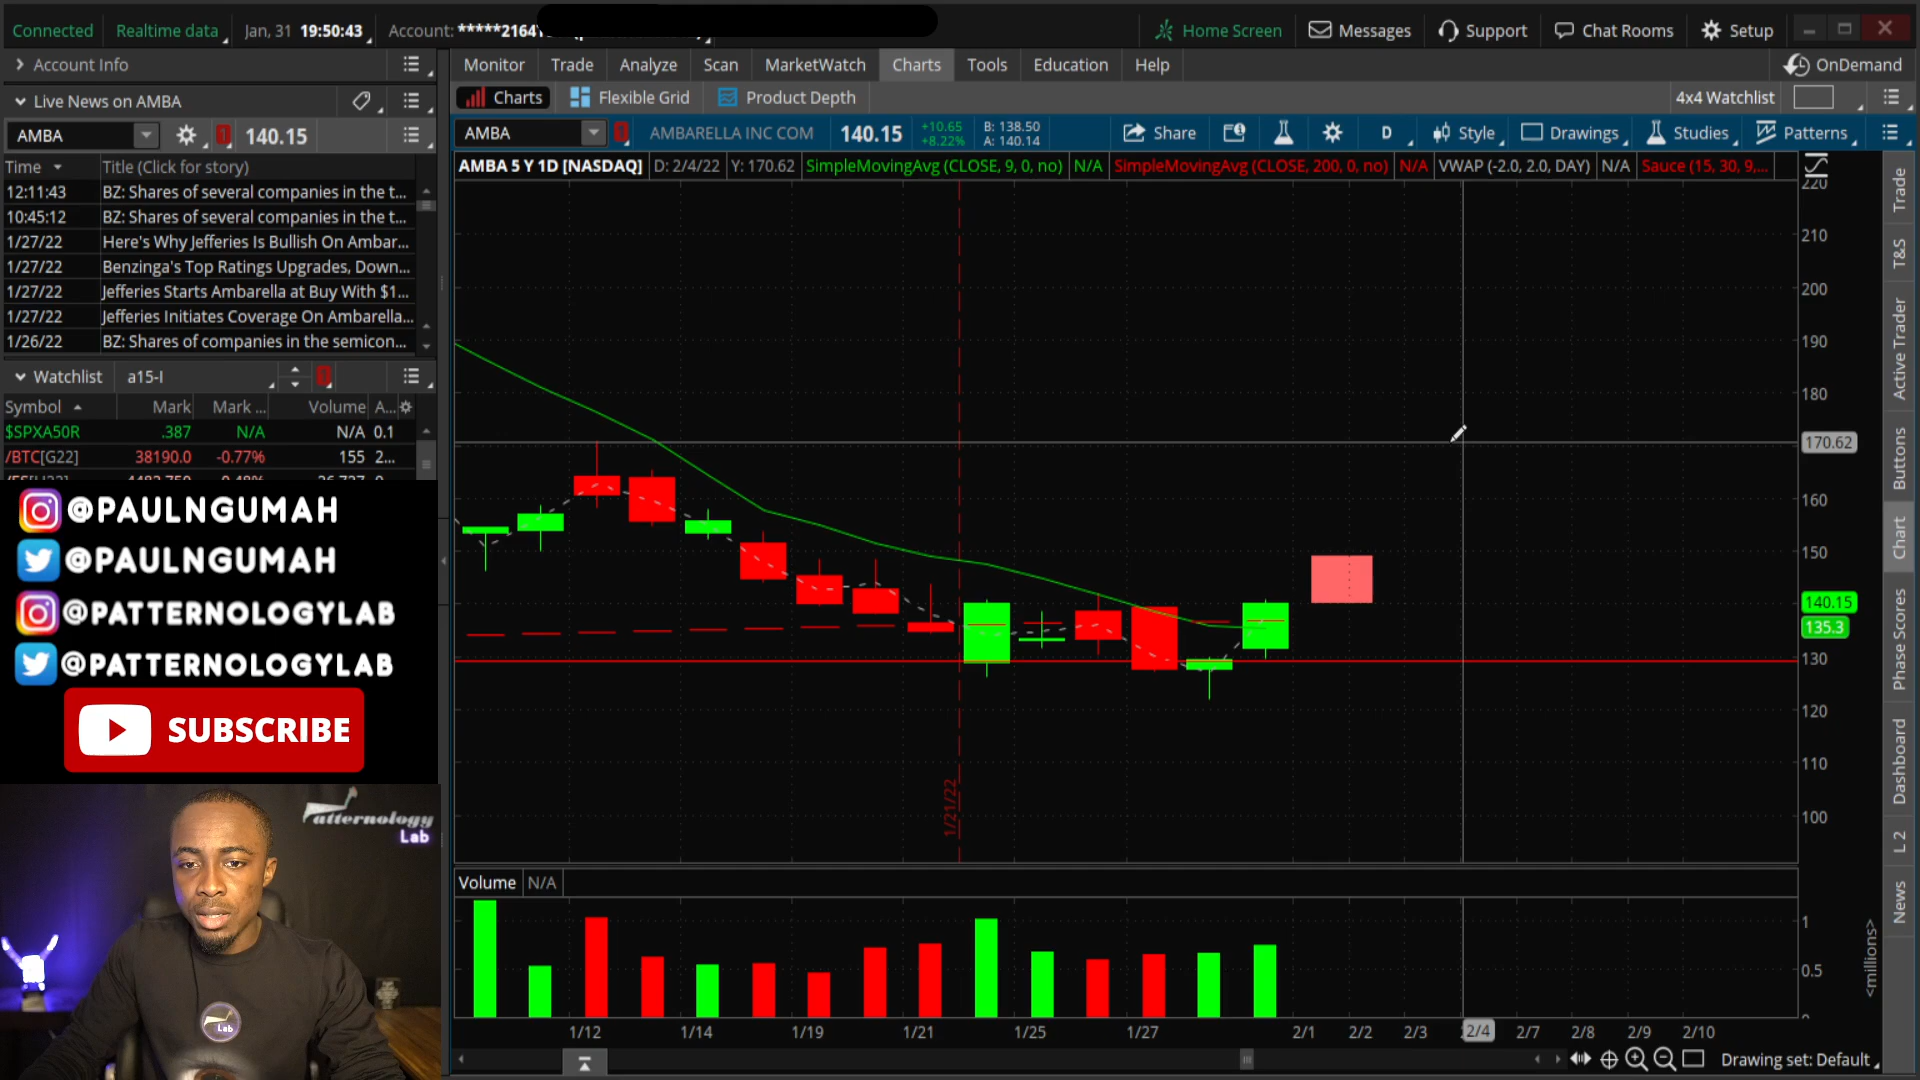 Connected Realtime data Jan, 31 19:50:43 Account: *****2164 Home Screen Messages Support Chat Rooms Setup
Account Info
Monitor Trade Analyze Scan MarketWatch Charts Tools Education Help OnDemand
Live News on AMBA
Charts Flexible Grid Product Depth 4x4 Watchlist
AMBA 140.15
AMBA AMBARELLA INC COM 140.15 +10.65 +8.22% B: 138.50 A: 140.14 Share D Style Drawings Studies Patterns
Time Title (Click for story)
AMBA 5 Y 1D [NASDAQ] D: 2/4/22 Y: 170.62 SimpleMovingAvg (CLOSE, 9, 0, no) N/A SimpleMovingAvg (CLOSE, 200, 0, no) N/A VWAP (-2.0, 2.0, DAY) N/A Sauce (15, 30, 9,...
12:11:43 BZ: Shares of several companies in the t...
10:45:12 BZ: Shares of several companies in the t...
1/27/22 Here's Why Jefferies Is Bullish On Ambar...
1/27/22 Benzinga's Top Ratings Upgrades, Down...
1/27/22 Jefferies Starts Ambarella at Buy With $1...
1/27/22 Jefferies Initiates Coverage On Ambarella...
1/26/22 BZ: Shares of companies in the semicon...
Watchlist a15-I
Symbol Mark Mark ... Volume A...
$SPXA50R .387 N/A N/A 0.1
/BTC[G22] 38190.0 -0.77% 155 2...
@PAULNGUMAH
@PAULNGUMAH
@PATTERNOLOGYLAB
@PATTERNOLOGYLAB
SUBSCRIBE
Patternology
Lab
Lab
220
210
200
190
180
170.62
160
150
140.15
135.3
130
120
110
100
1/21/22
Volume N/A
1
0.5
0
<millions>
1/12 1/14 1/19 1/21 1/25 1/27 2/1 2/2 2/3 2/4 2/7 2/8 2/9 2/10
Drawing set: Default
Trade
T&S
Active Trader
Buttons
Chart
Phase Scores
Dashboard
L 2
News